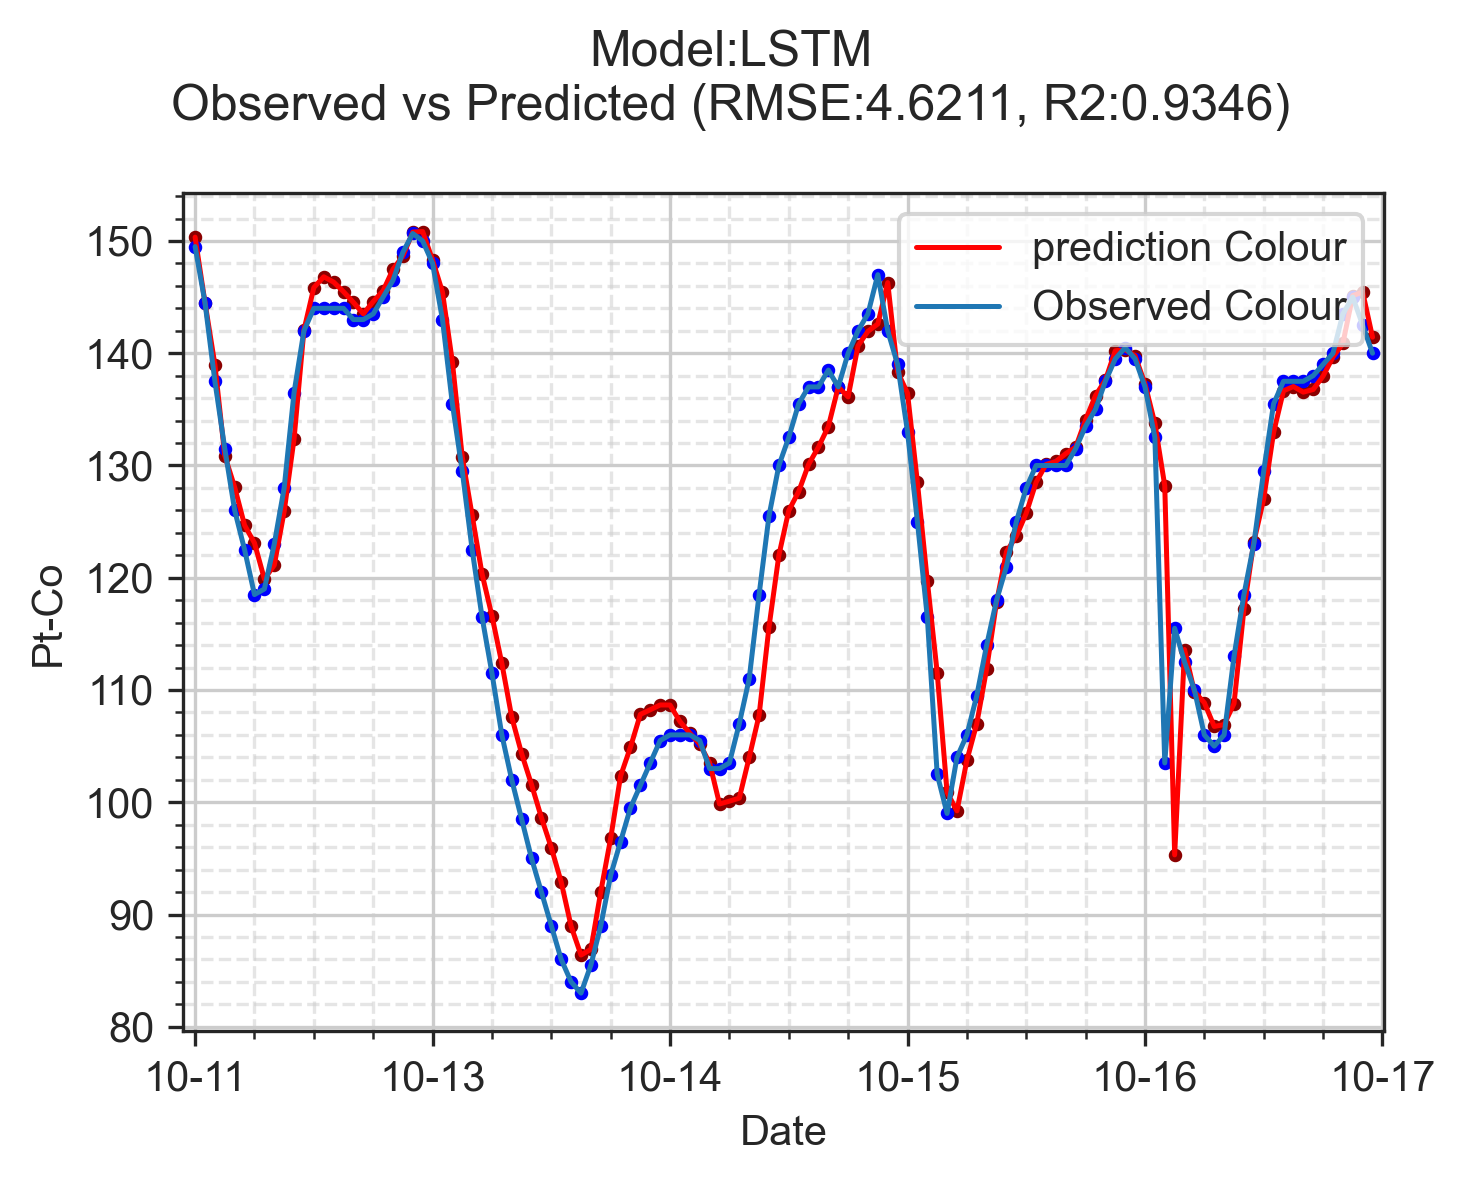 Model:LSTM
Observed vs Predicted (RMSE:4.6211, R2:0.9346)
prediction Colour
Observed Colour
150
140
130
120
110
100
90
80
Pt-Co
10-11 10-13 10-14 10-15 10-16 10-17
Date